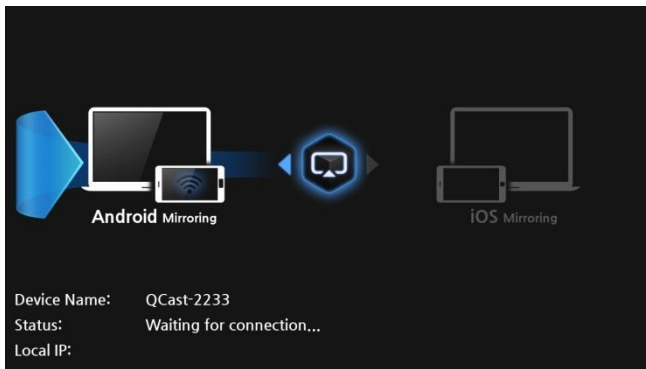 Android Mirroring
iOS Mirroring
Device Name: QCast-2233
Status: Waiting for connection...
Local IP: